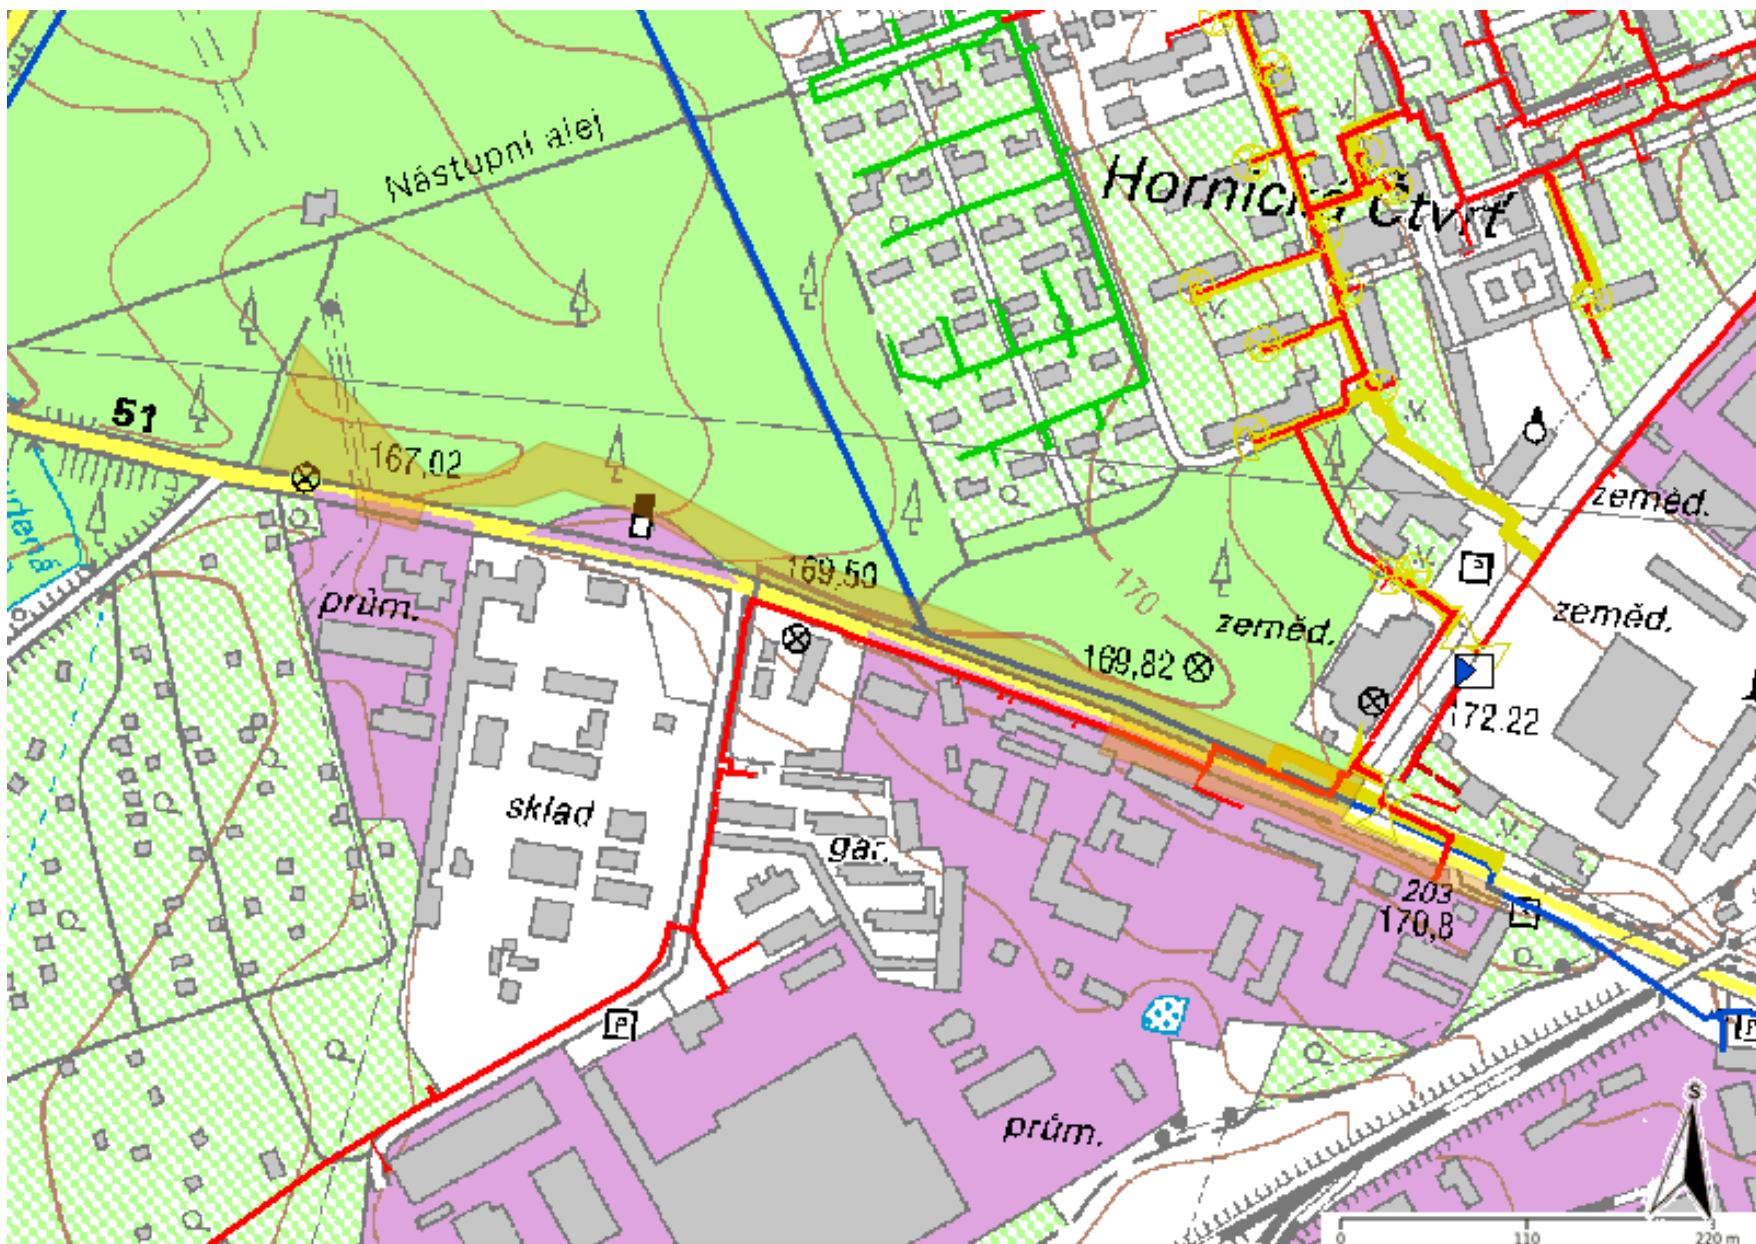 Nástupní alej
Hornická Čtvrť
51
167,02
zeměd.
169,50
170
zeměd.
zeměd.
prům.
169,82
172.22
sklad
gar.
203
170,8
P
prům.
S
0 110 220 m